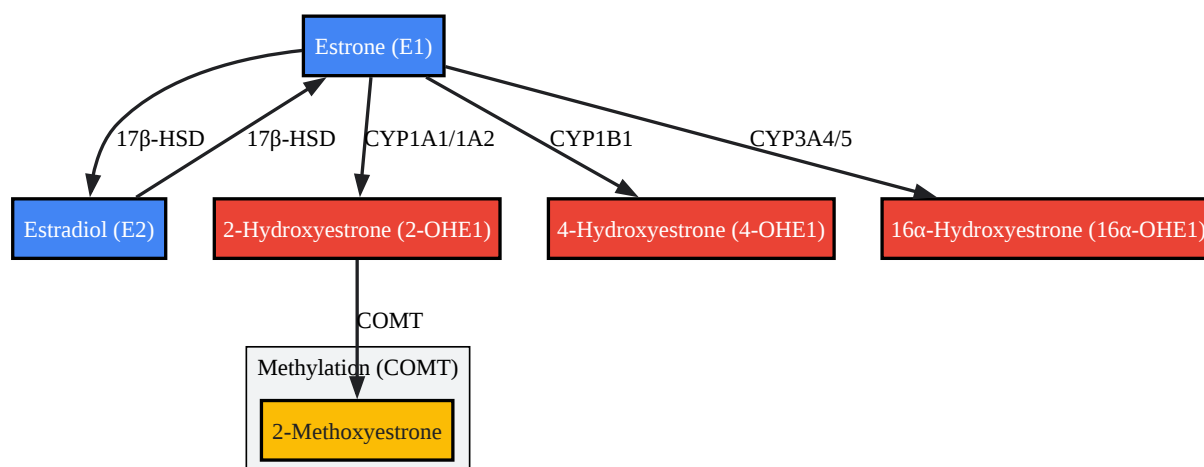 Estrone (E1)
17β-HSD
17β-HSD
CYP1A1/1A2
CYP1B1
CYP3A4/5
Estradiol (E2)
2-Hydroxyestrone (2-OHE1)
4-Hydroxyestrone (4-OHE1)
16α-Hydroxyestrone (16α-OHE1)
COMT
Methylation (COMT)
2-Methoxyestrone